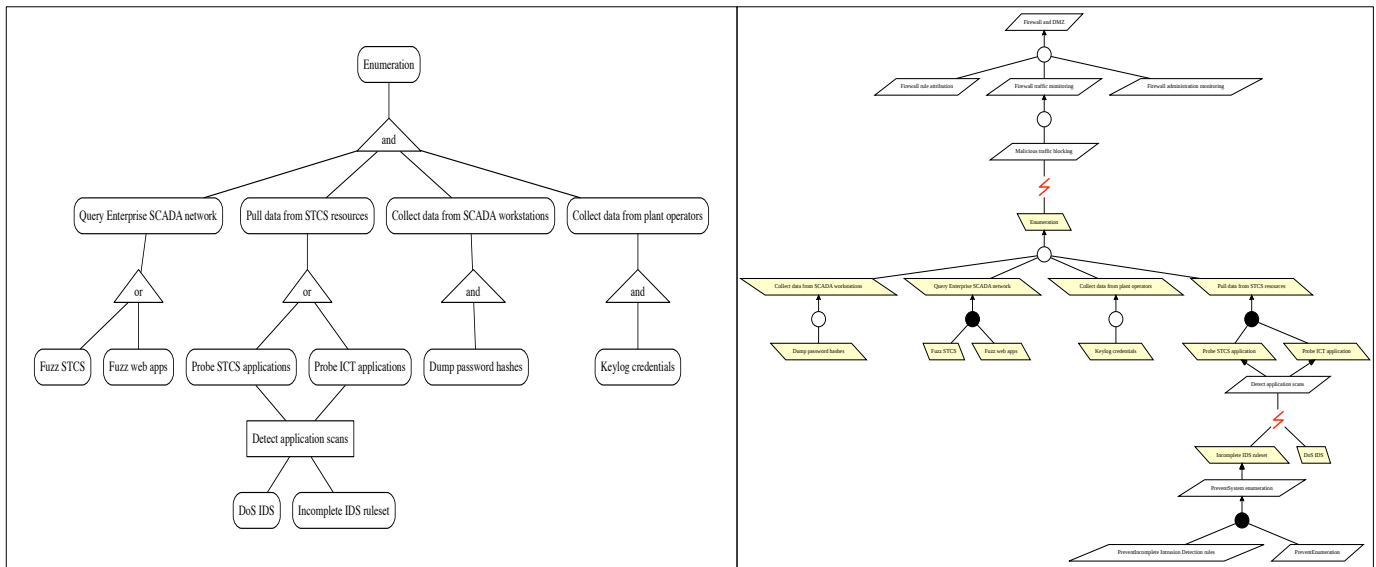 Enumeration
and
Query Enterprise SCADA network
Pull data from STCS resources
Collect data from SCADA workstations
Collect data from plant operators
or
or
and
and
Fuzz STCS
Fuzz web apps
Probe STCS applications
Probe ICT applications
Dump password hashes
Keylog credentials
Detect application scans
DoS IDS
Incomplete IDS ruleset
Firewall and DMZ
Firewall rule attribution
Firewall traffic monitoring
Firewall administration monitoring
Malicious traffic blocking
Enumeration
Collect data from SCADA workstations
Query Enterprise SCADA network
Collect data from plant operators
Pull data from STCS resources
Dump password hashes
Fuzz STCS
Fuzz web apps
Keylog credentials
Probe STCS application
Probe ICT application
Detect application scans
Incomplete IDS ruleset
DoS IDS
PreventSystem enumeration
PreventIncomplete Intrusion Detection rules
PreventEnumeration